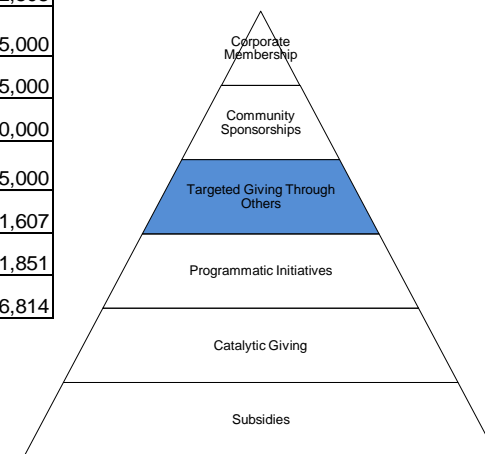 5,000
5,000
0,000
5,000
1,607
1,851
6,814
Corporate
Membership
Community
Sponsorships
Targeted Giving Through
Others
Programmatic Initiatives
Catalytic Giving
Subsidies